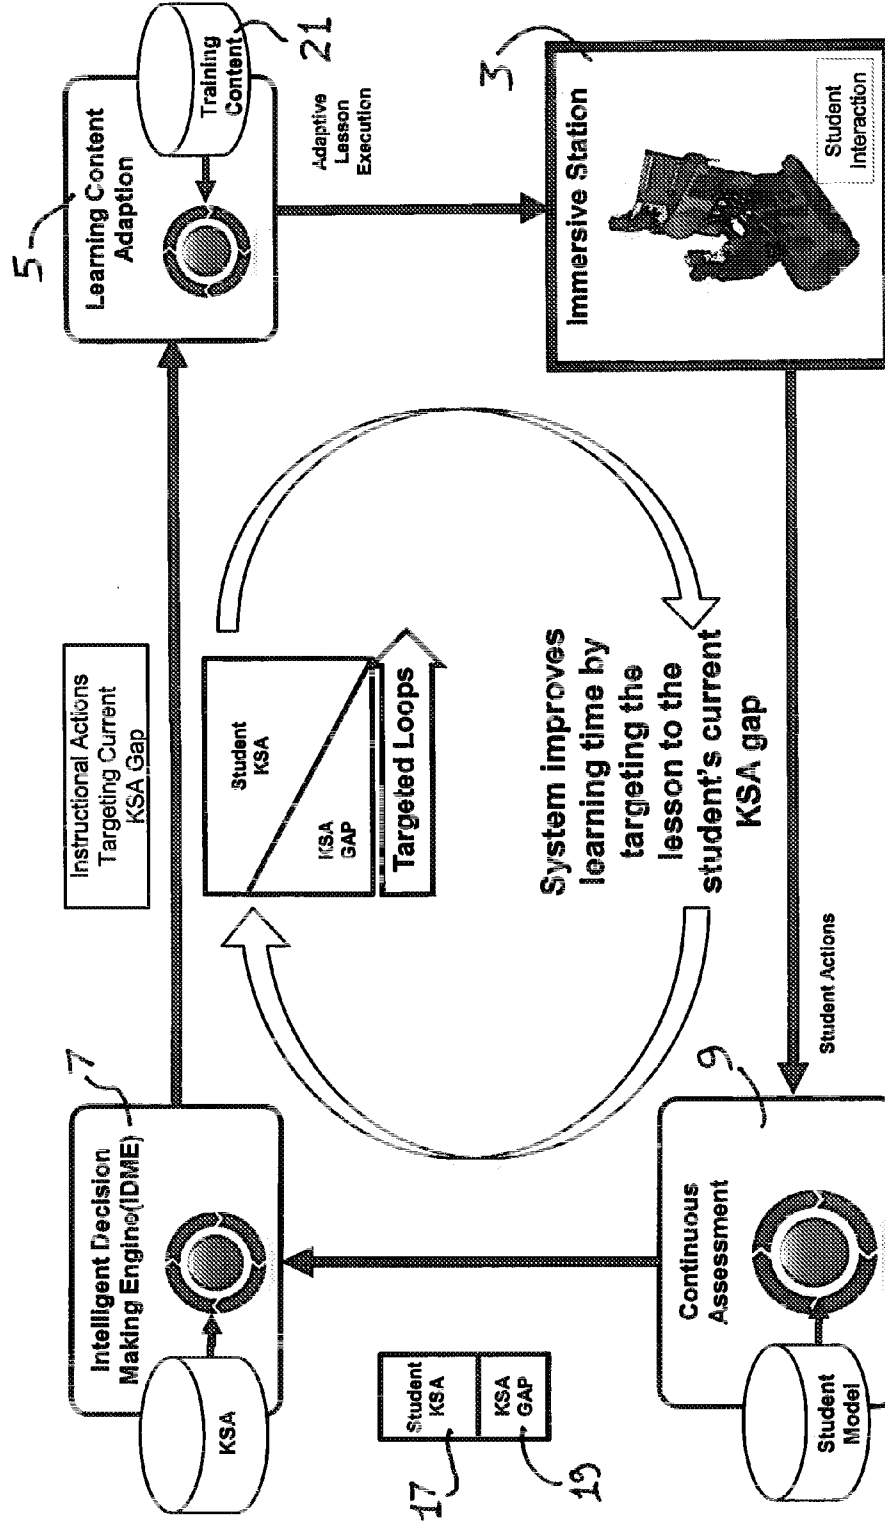 7
Intelligent Decision
Making Engine(IDME)
KSA
Instructional Actions
Targeting Current
KSA Gap
5
Learning Content
Adaption
Training
Content
21
Adaptive
Lesson
Execution
17
Student
KSA
KSA
GAP
19
Student
KSA
KSA
GAP
Targeted Loops
System improves
learning time by
targeting the
lesson to the
student's current
KSA gap
3
Immersive Station
Student
Interaction
9
Continuous
Assessment
Student
Model
Student Actions